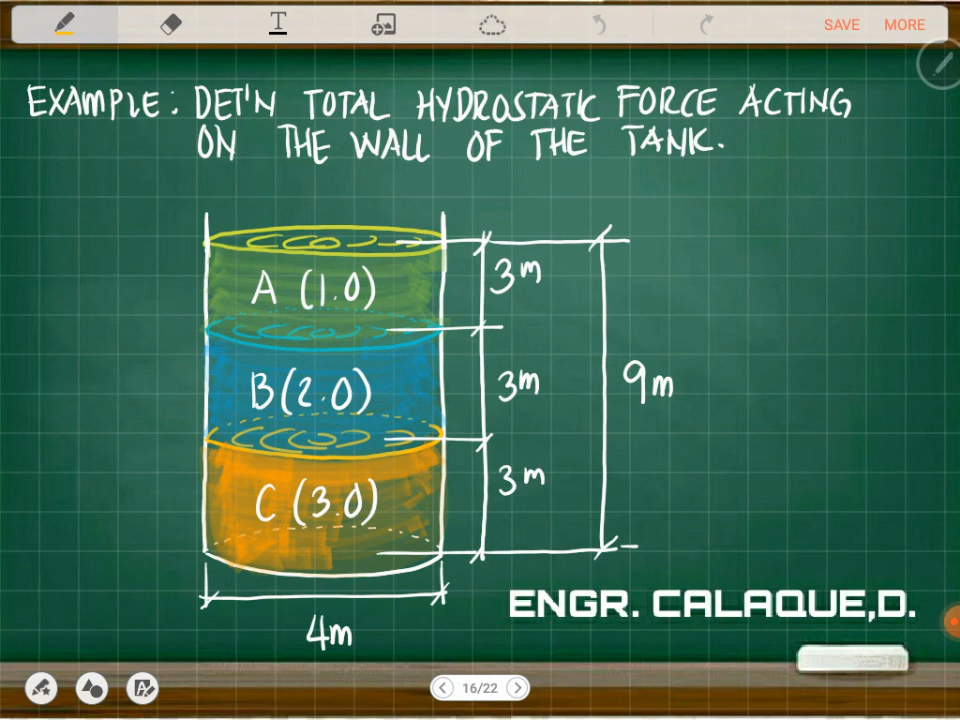 T
SAVE
MORE
EXAMPLE: DET'N TOTAL HYDROSTATIC FORCE ACTING
ON THE WALL OF THE TANK.
A (1.0)
3m
B (2.0)
3m
9m
C (3.0)
3m
4m
ENGR. CALAQUE,D.
A
16/22